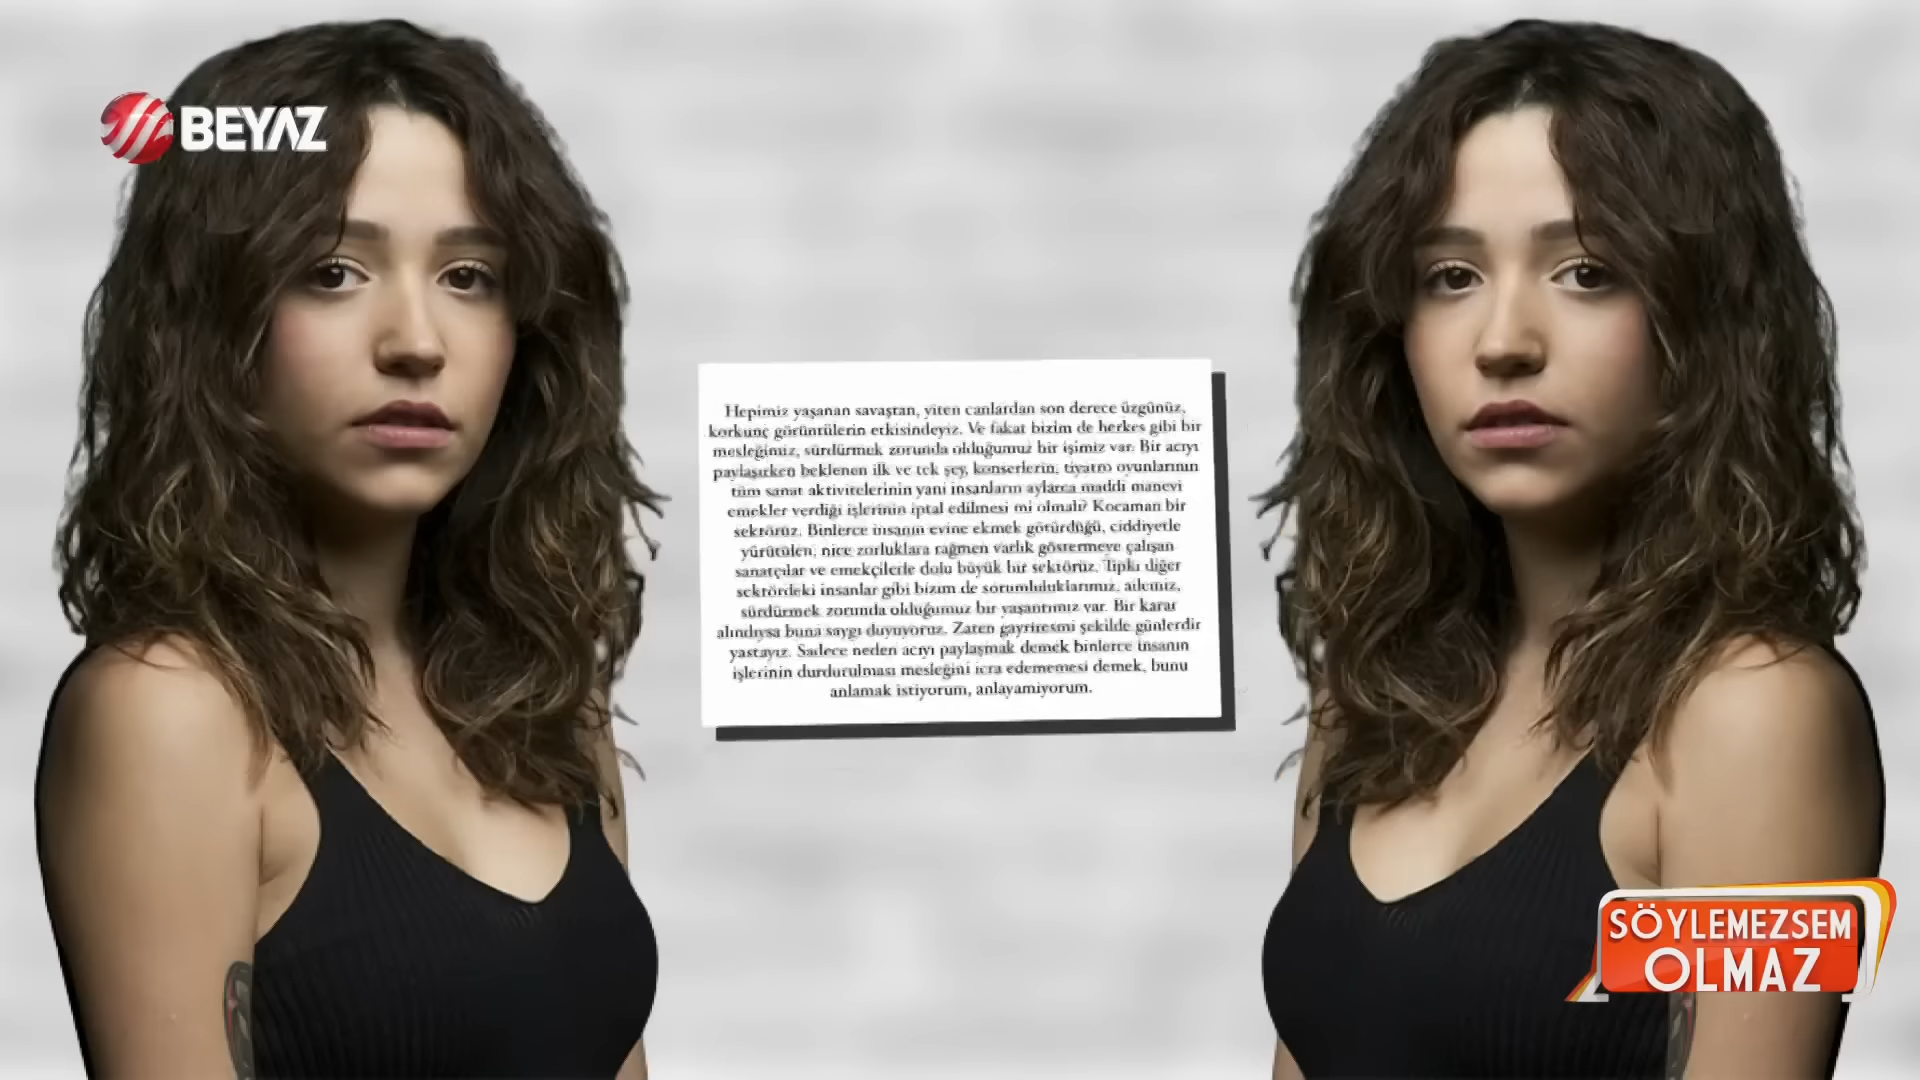 BEYAZ
Hepimiz yaşanan savaştan, yiten canlardan son derece üzgünüz,
korkunç görüntülerin etkisindeyiz. Ve fakat bizim de herkes gibi bir
mesleğimiz, sürdürmek zorunda olduğumuz bir işimiz var. Bir acıyı
paylaşırken beklenen ilk ve tek şey, konserlerin, tiyatro oyunlarının
tüm sanat aktivitelerinin yani insanların aylarca maddi manevi
emekler verdiği işlerinin iptal edilmesi mi olmalı? Kocaman bir
sektörüz. Binlerce insanın evine ekmek götürdüğü, ciddiyetle
yürütülen, nice zorluklara rağmen varlık göstermeye çalışan
sanatçılar ve emekçilerle dolu büyük bir sektörüz. Tıpkı diğer
sektördeki insanlar gibi bizim de sorumluluklarımız, ailemiz,
sürdürmek zorunda olduğumuz bir yaşantımız var. Bir karar
alındıysa buna saygı duyuyoruz. Zaten gayriresmi şekilde günlerdir
yastayız. Sadece neden acıyı paylaşmak demek binlerce insanın
işlerinin durdurulması mesleğini icra edememesi demek, bunu
anlamak istiyorum, anlayamıyorum.
SÖYLEMEZSEM
OLMAZ